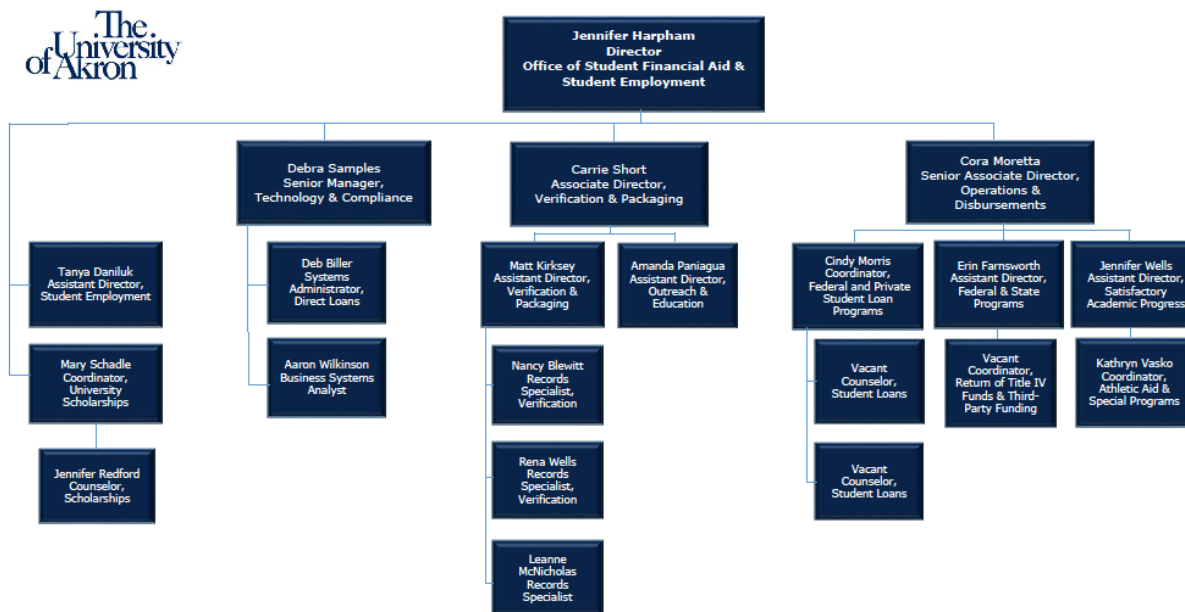 The
University
of Akron
Jennifer Harpham
Director
Office of Student Financial Aid &
Student Employment
Debra Samples
Senior Manager,
Technology & Compliance
Carrie Short
Associate Director,
Verification & Packaging
Cora Moretta
Senior Associate Director,
Operations &
Disbursements
Tanya Daniluk
Assistant Director,
Student Employment
Deb Biller
Systems
Administrator,
Direct Loans
Matt Kirksey
Assistant Director,
Verification &
Packaging
Amanda Paniagua
Assistant Director,
Outreach &
Education
Cindy Morris
Coordinator,
Federal and Private
Student Loan
Programs
Erin Farnsworth
Assistant Director,
Federal & State
Programs
Jennifer Wells
Assistant Director,
Satisfactory
Academic Progress
Mary Schadle
Coordinator,
University
Scholarships
Aaron Wilkinson
Business Systems
Analyst
Nancy Blewitt
Records
Specialist,
Verification
Vacant
Counselor,
Student Loans
Vacant
Coordinator,
Return of Title IV
Funds & Third-
Party Funding
Kathryn Vasko
Coordinator,
Athletic Aid &
Special Programs
Jennifer Redford
Counselor,
Scholarships
Rena Wells
Records
Specialist,
Verification
Vacant
Counselor,
Student Loans
Leanne
McNicholas
Records
Specialist